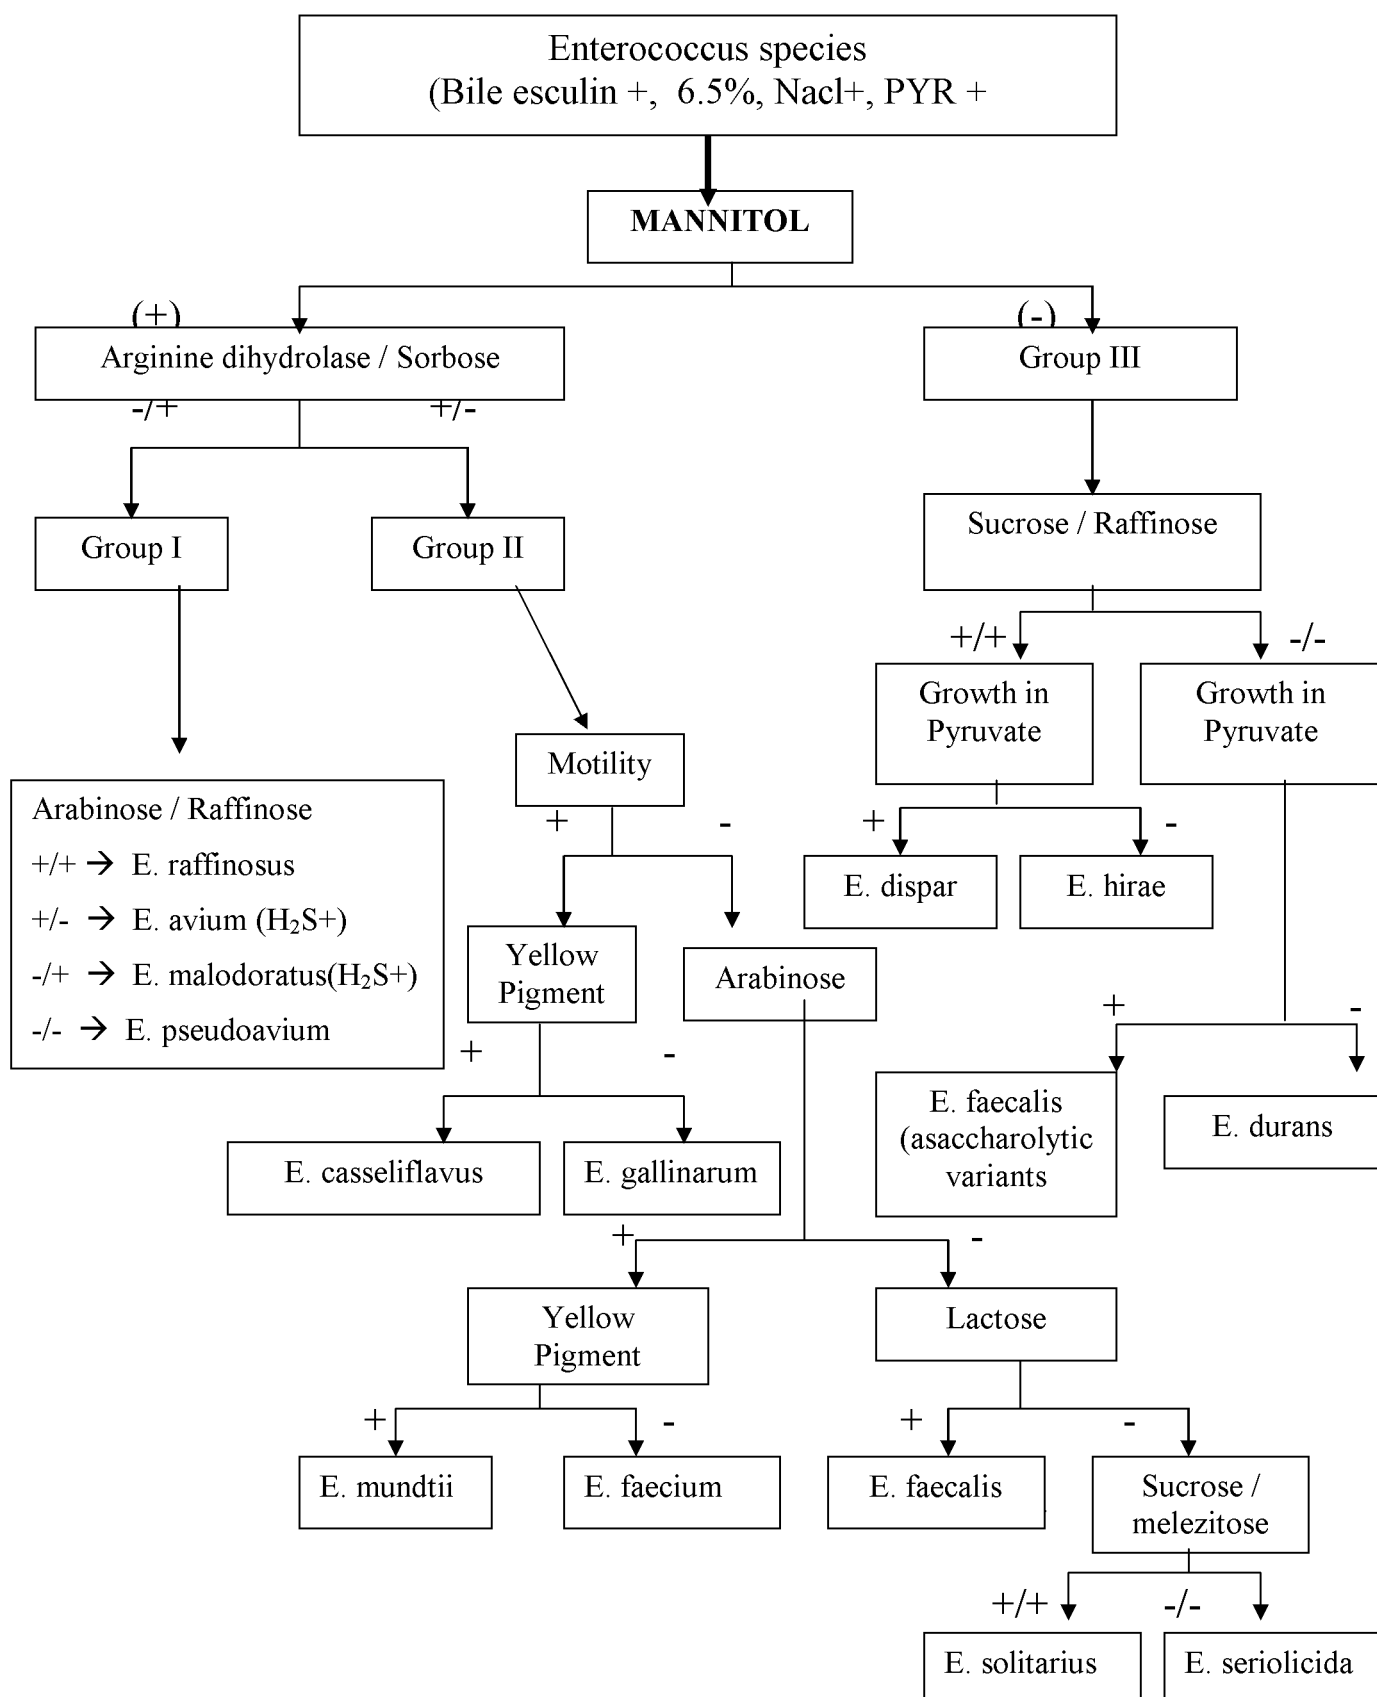 Enterococcus species
(Bile esculin +, 6.5%, Nacl+, PYR +
MANNITOL
(+)
(-)
Arginine dihydrolase / Sorbose
Group III
-/+
+/-
Group I
Group II
Sucrose / Raffinose
+/+
-/-
Growth in
Pyruvate
Growth in
Pyruvate
Motility
+
-
+
-
Arabinose / Raffinose
+/+ → E. raffinosus
+/- → E. avium (H₂S+)
-/+ → E. malodoratus(H₂S+)
-/- → E. pseudoavium
E. dispar
E. hirae
Yellow
Pigment
Arabinose
+
-
+
-
E. faecalis
(asaccharolytic
variants
E. durans
E. casseliflavus
E. gallinarum
+
-
Yellow
Pigment
Lactose
+
-
+
-
E. mundtii
E. faecium
E. faecalis
Sucrose /
melezitose
+/+
-/-
E. solitarius
E. seriolicida